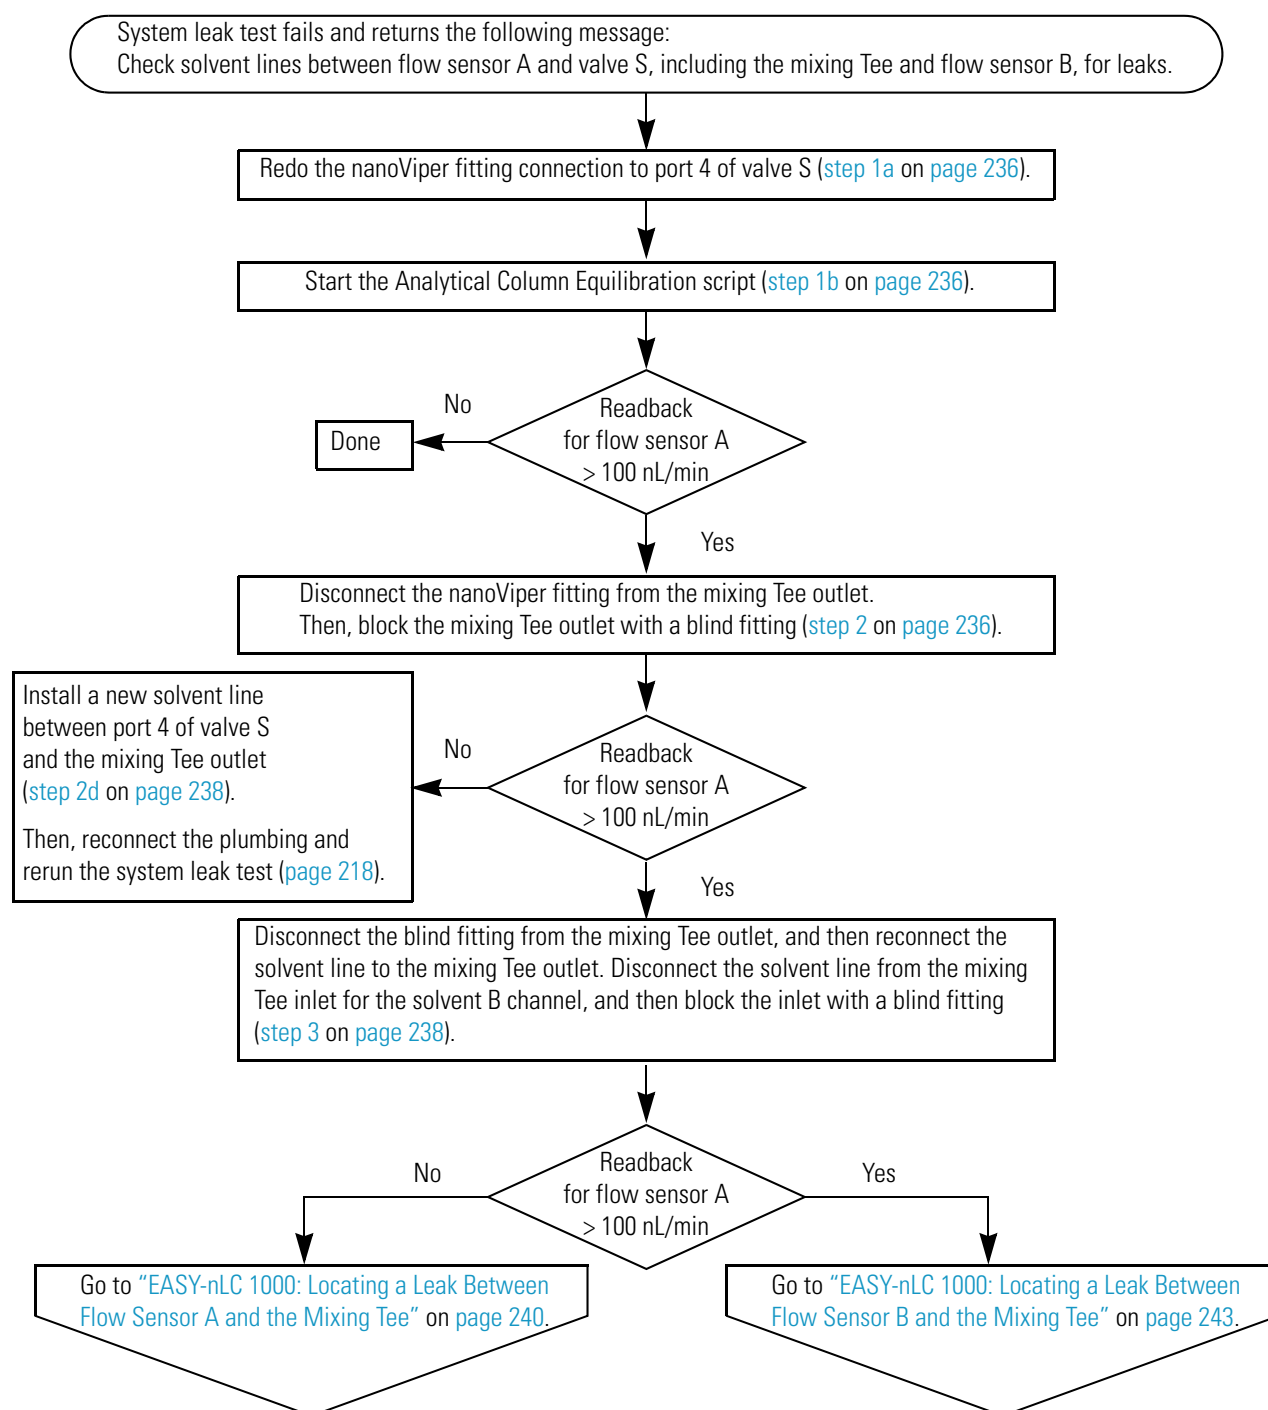 System leak test fails and returns the following message:
Check solvent lines between flow sensor A and valve S, including the mixing Tee and flow sensor B, for leaks.
Redo the nanoViper fitting connection to port 4 of valve S (step 1a on page 236).
Start the Analytical Column Equilibration script (step 1b on page 236).
No
Readback
for flow sensor A
> 100 nL/min
Done
Yes
Disconnect the nanoViper fitting from the mixing Tee outlet.
Then, block the mixing Tee outlet with a blind fitting (step 2 on page 236).
Install a new solvent line
between port 4 of valve S
and the mixing Tee outlet
(step 2d on page 238).
Then, reconnect the plumbing and
rerun the system leak test (page 218).
No
Readback
for flow sensor A
> 100 nL/min
Yes
Disconnect the blind fitting from the mixing Tee outlet, and then reconnect the
solvent line to the mixing Tee outlet. Disconnect the solvent line from the mixing
Tee inlet for the solvent B channel, and then block the inlet with a blind fitting
(step 3 on page 238).
No
Readback
for flow sensor A
> 100 nL/min
Yes
Go to “EASY-nLC 1000: Locating a Leak Between
Flow Sensor A and the Mixing Tee” on page 240.
Go to “EASY-nLC 1000: Locating a Leak Between
Flow Sensor B and the Mixing Tee” on page 243.